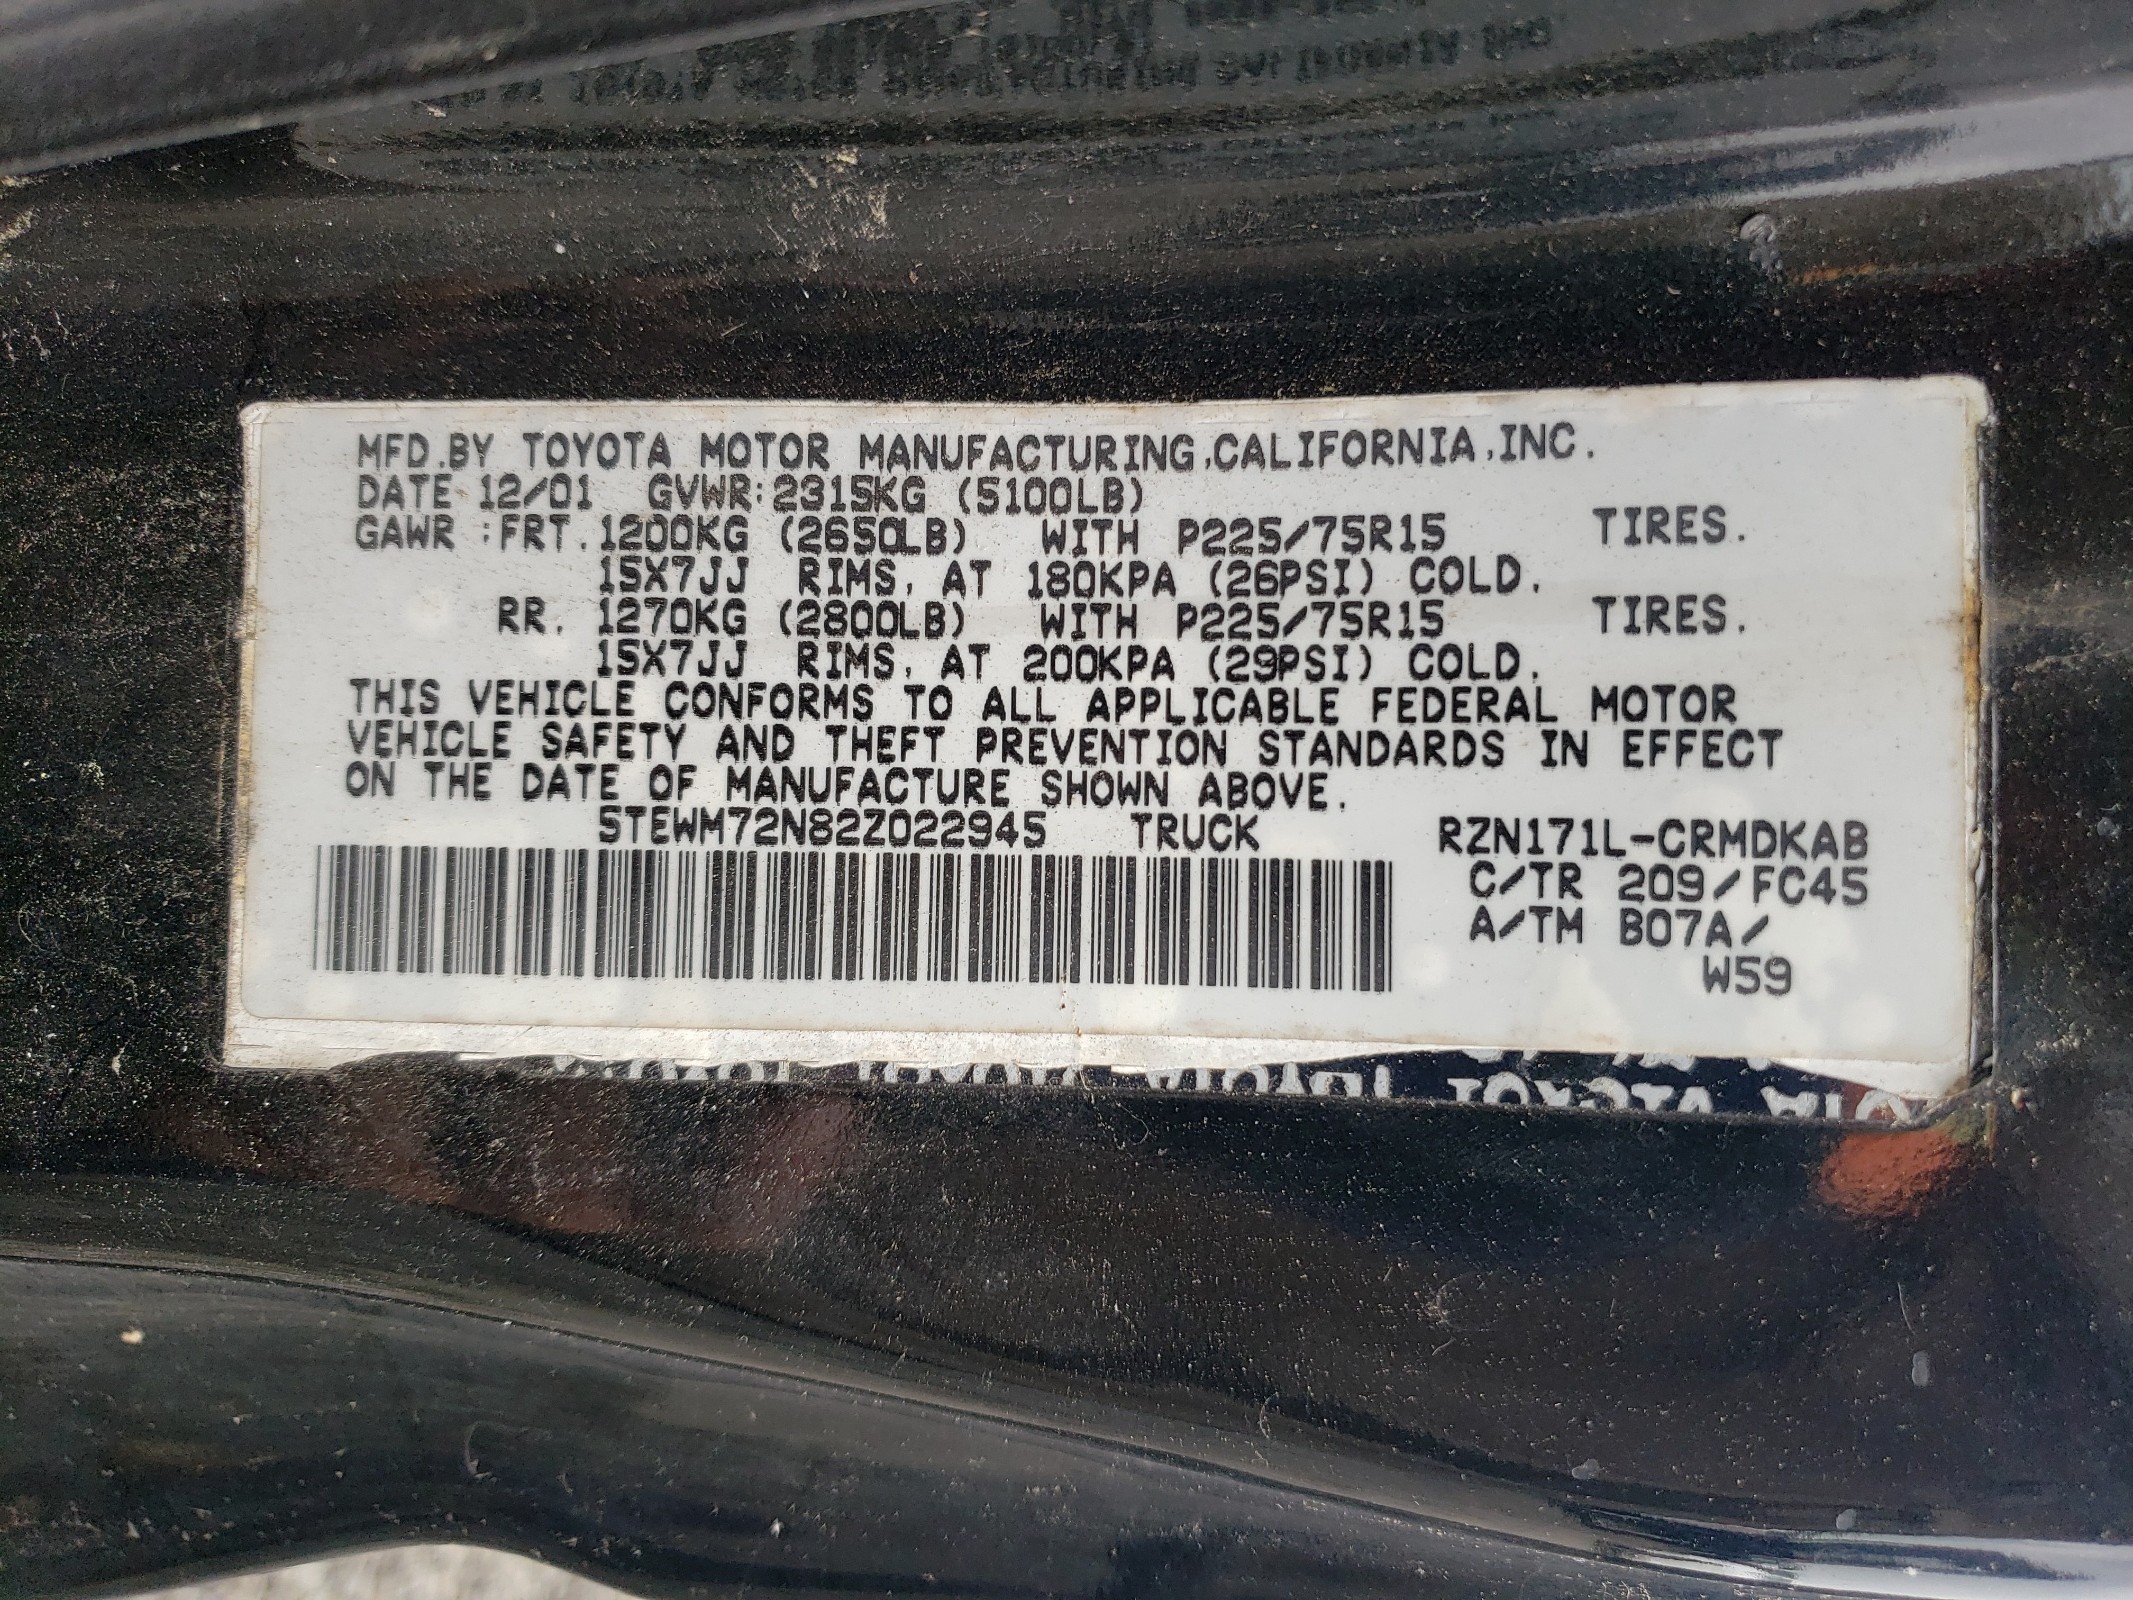 MFD.BY TOYOTA MOTOR MANUFACTURING,CALIFORNIA,INC.
DATE 12/01 GVWR:2315KG (5100LB)
GAWR :FRT. 1200KG (2650LB) WITH P225/75R15 TIRES.
15X7JJ RIMS, AT 180KPA (26PSI) COLD.
RR. 1270KG (2800LB) WITH P225/75R15 TIRES.
15X7JJ RIMS, AT 200KPA (29PSI) COLD.
THIS VEHICLE CONFORMS TO ALL APPLICABLE FEDERAL MOTOR
VEHICLE SAFETY AND THEFT PREVENTION STANDARDS IN EFFECT
ON THE DATE OF MANUFACTURE SHOWN ABOVE.
5TEWM72N82Z022945 TRUCK RZN171L-CRMDKAB
C/TR 209/FC45
A/TM B07A/
W59
TOYOTA